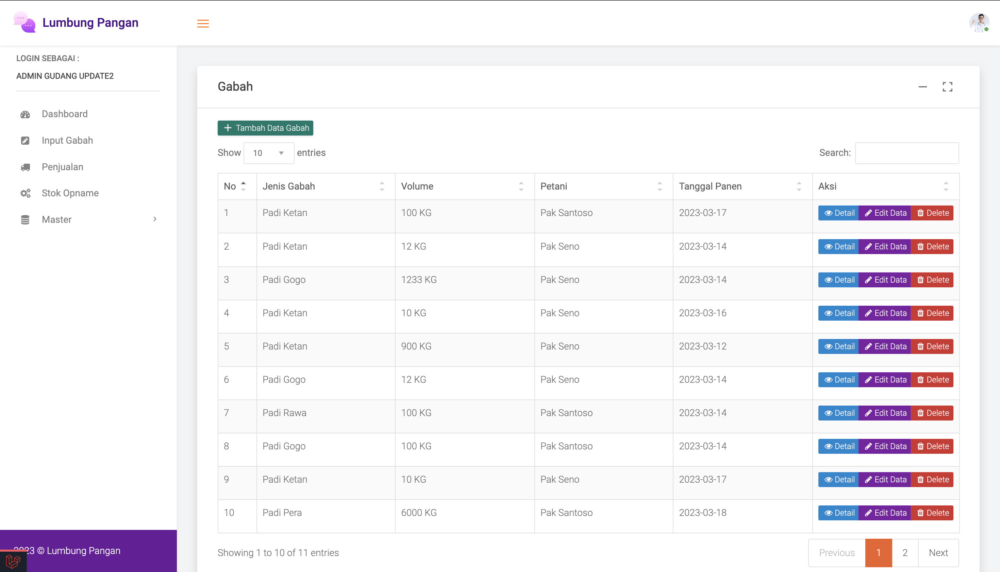 Lumbung Pangan
LOGIN SEBAGAI :
ADMIN GUDANG UPDATE2
Dashboard
Input Gabah
Penjualan
Stok Opname
Master
Gabah
Tambah Data Gabah
Show 10 entries
Search:
No Jenis Gabah Volume Petani Tanggal Panen Aksi
1 Padi Ketan 100 KG Pak Santoso 2023-03-17 Detail Edit Data Delete
2 Padi Ketan 12 KG Pak Seno 2023-03-14 Detail Edit Data Delete
3 Padi Gogo 1233 KG Pak Seno 2023-03-14 Detail Edit Data Delete
4 Padi Ketan 10 KG Pak Seno 2023-03-16 Detail Edit Data Delete
5 Padi Ketan 900 KG Pak Seno 2023-03-12 Detail Edit Data Delete
6 Padi Gogo 12 KG Pak Seno 2023-03-14 Detail Edit Data Delete
7 Padi Rawa 100 KG Pak Santoso 2023-03-14 Detail Edit Data Delete
8 Padi Gogo 100 KG Pak Santoso 2023-03-14 Detail Edit Data Delete
9 Padi Ketan 10 KG Pak Seno 2023-03-17 Detail Edit Data Delete
10 Padi Pera 6000 KG Pak Santoso 2023-03-18 Detail Edit Data Delete
Showing 1 to 10 of 11 entries
Previous 1 2 Next
2023 © Lumbung Pangan